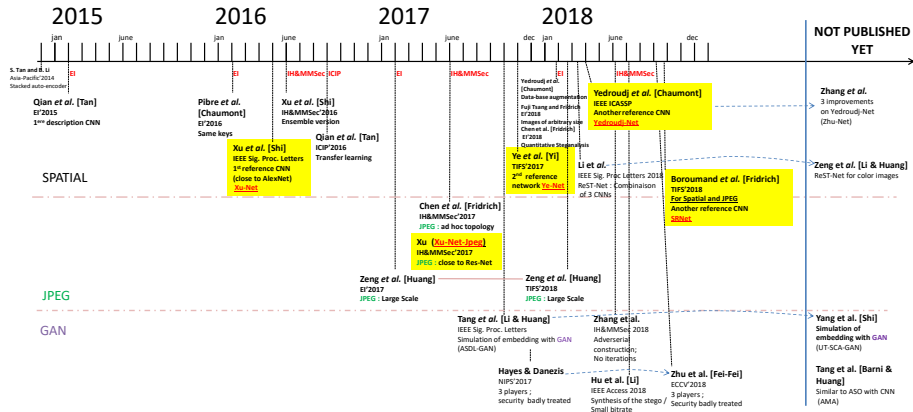 2015
2016
2017
2018
NOT PUBLISHED
YET
jan
june
jan
june
jan
june
dec
jan
june
dec
S. Tan and B. Li
Asia-Pacific'2014
Stacked auto-encoder
EI
EI
IH&MMSec
ICIP
EI
IH&MMSec
EI
IH&MMSec
Qian et al. [Tan]
EI'2015
description CNN
Pibre et al.
[Chaumont]
EI'2016
Same keys
Xu et al. [Shi]
IH&MMSec'2016
Ensemble version
Qian et al. [Tan]
ICIP'2016
Transfer learning
Xu et al. [Shi]
IEEE Sig. Proc. Letters
1st reference CNN
(close to AlexNet)
Xu-Net
Yedroudj et al.
[Chaumont]
Data-base augmentation
Fuji Tsang and Fridrich
EI'2018
Images of arbitrary size
Chen et al. [Fridrich]
EI'2018
Quantitative Steganalysis
Yedroudj et al. [Chaumont]
IEEE ICASSP
Another reference CNN
Yedroudj-Net
Zhang et al.
3 improvements
on Yedroudj-Net
(Zhu-Net)
Ye et al. [Yi]
TIFS'2017
2nd reference
network Ye-Net
Li et al.
IEEE Sig. Proc Letters 2018
ResT-Net : Combinaison
of 3 CNNs
Zeng et al. [Li & Huang]
ReST-Net for color images
Boroumand et al. [Fridrich]
TIFS'2018
For Spatial and JPEG
Another reference CNN
SRNet
SPATIAL
Chen et al. [Fridrich]
IH&MMSec'2017
JPEG : ad hoc topology
Xu (Xu-Net-Jpeg)
IH&MMSec'2017
JPEG : close to Res-Net
Zeng et al. [Huang]
EI'2017
JPEG : Large Scale
Zeng et al. [Huang]
TIFS'2018
JPEG : Large Scale
JPEG
GAN
Tang et al. [Li & Huang]
IEEE Sig. Proc. Letters
Simulation of embedding with GAN
(ASDL-GAN)
Zhang et al.
IH&MMSec 2018
Adverserial
construction;
No iterations
Yang et al. [Shi]
Simulation of
embedding with GAN
(UT-SCA-GAN)
Hayes & Danezis
NIPS'2017
3 players ;
security badly treated
Hu et al. [Li]
IEEE Access 2018
Synthesis of the stego /
Small bitrate
Zhu et al. [Fei-Fei]
ECCV'2018
3 players ;
Security badly treated
Tang et al. [Barni &
Huang]
Similar to ASO with CNN
(AMA)